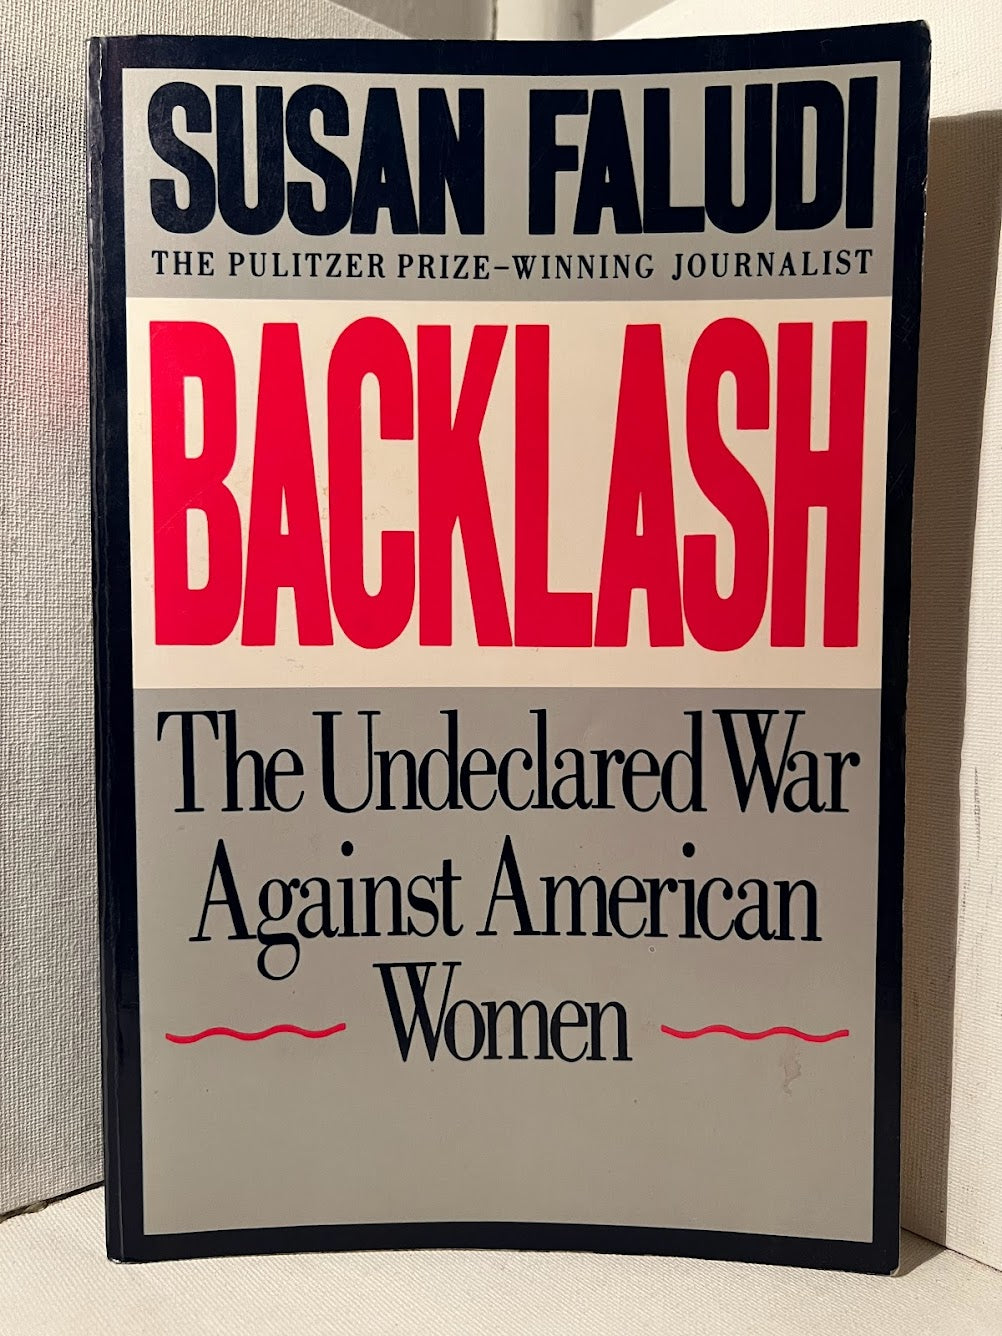 SUSAN FALUDI
THE PULITZER PRIZE–WINNING JOURNALIST
BACKLASH
The Undeclared War
Against American
Women